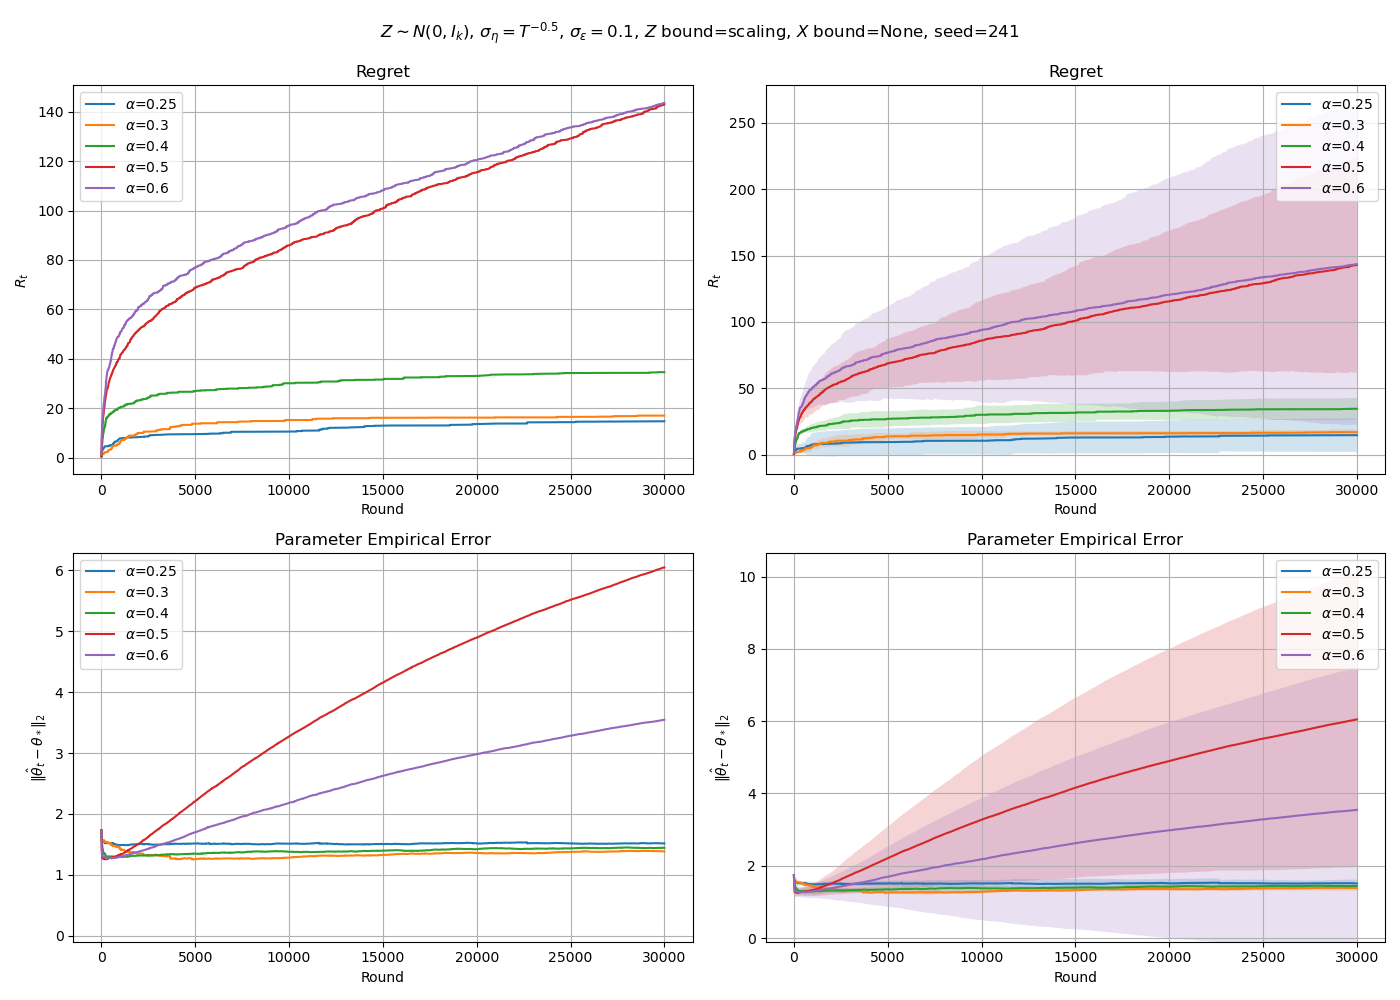 Z ∼ N(0, I_k), σ_η = T^{−0.5}, σ_ε = 0.1, Z bound=scaling, X bound=None, seed=241
Regret
R_t
140
120
100
80
60
40
20
0
α=0.25
α=0.3
α=0.4
α=0.5
α=0.6
0 5000 10000 15000 20000 25000 30000
Round
Regret
R_t
250
200
150
100
50
0
α=0.25
α=0.3
α=0.4
α=0.5
α=0.6
0 5000 10000 15000 20000 25000 30000
Round
Parameter Empirical Error
‖θ̂_t − θ_*‖_2
6
5
4
3
2
1
0
α=0.25
α=0.3
α=0.4
α=0.5
α=0.6
0 5000 10000 15000 20000 25000 30000
Round
Parameter Empirical Error
‖θ̂_t − θ_*‖_2
10
8
6
4
2
0
α=0.25
α=0.3
α=0.4
α=0.5
α=0.6
0 5000 10000 15000 20000 25000 30000
Round